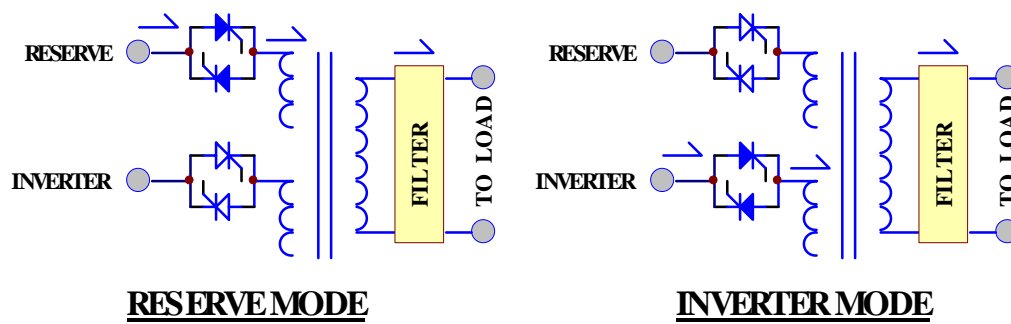 RESERVE
INVERTER
FILTER
TO LOAD
RESERVE MODE
RESERVE
INVERTER
FILTER
TO LOAD
INVERTER MODE